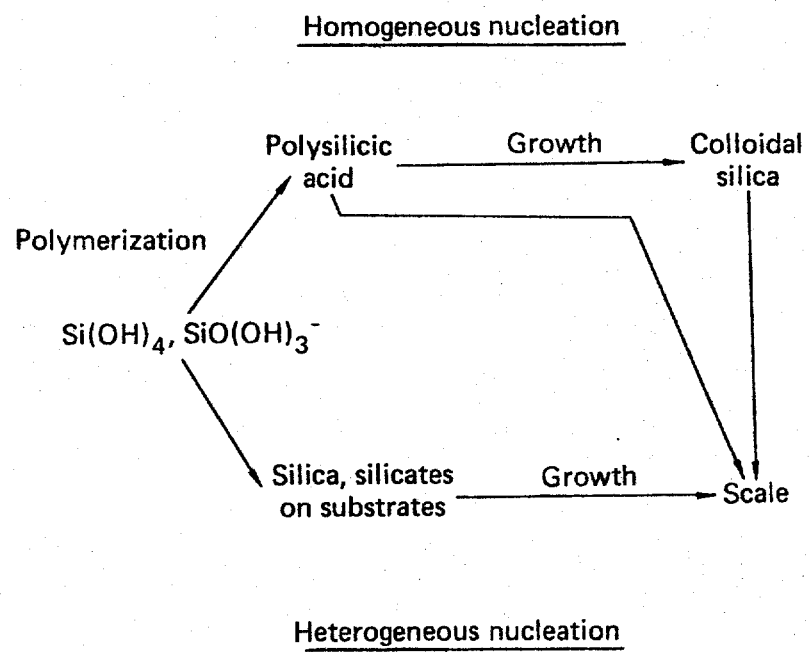 Homogeneous nucleation
Polysilicic
acid
Growth
Colloidal
silica
Polymerization
Si(OH)₄, SiO(OH)₃⁻
Silica, silicates
on substrates
Growth
Scale
Heterogeneous nucleation